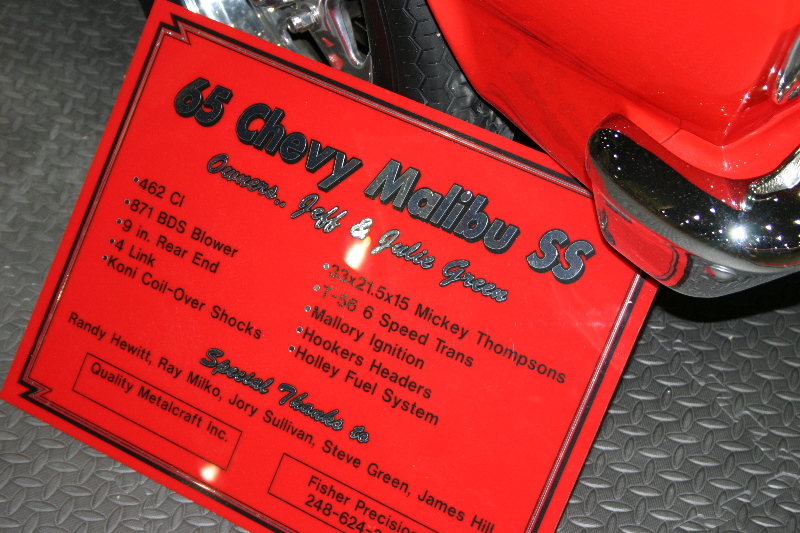 65 Chevy Malibu SS
Owners.. Jeff & Julie Green
•462 CI
•871 BDS Blower
•9 in. Rear End
•4 Link
•Koni Coil-Over Shocks
•33x21.5x15 Mickey Thompsons
•T-56 6 Speed Trans
•Mallory Ignition
•Hookers Headers
•Holley Fuel System
Special Thanks to
Randy Hewitt, Ray Milko, Jory Sullivan, Steve Green, James Hill
Quality Metalcraft Inc.
Fisher Precision
248-624-